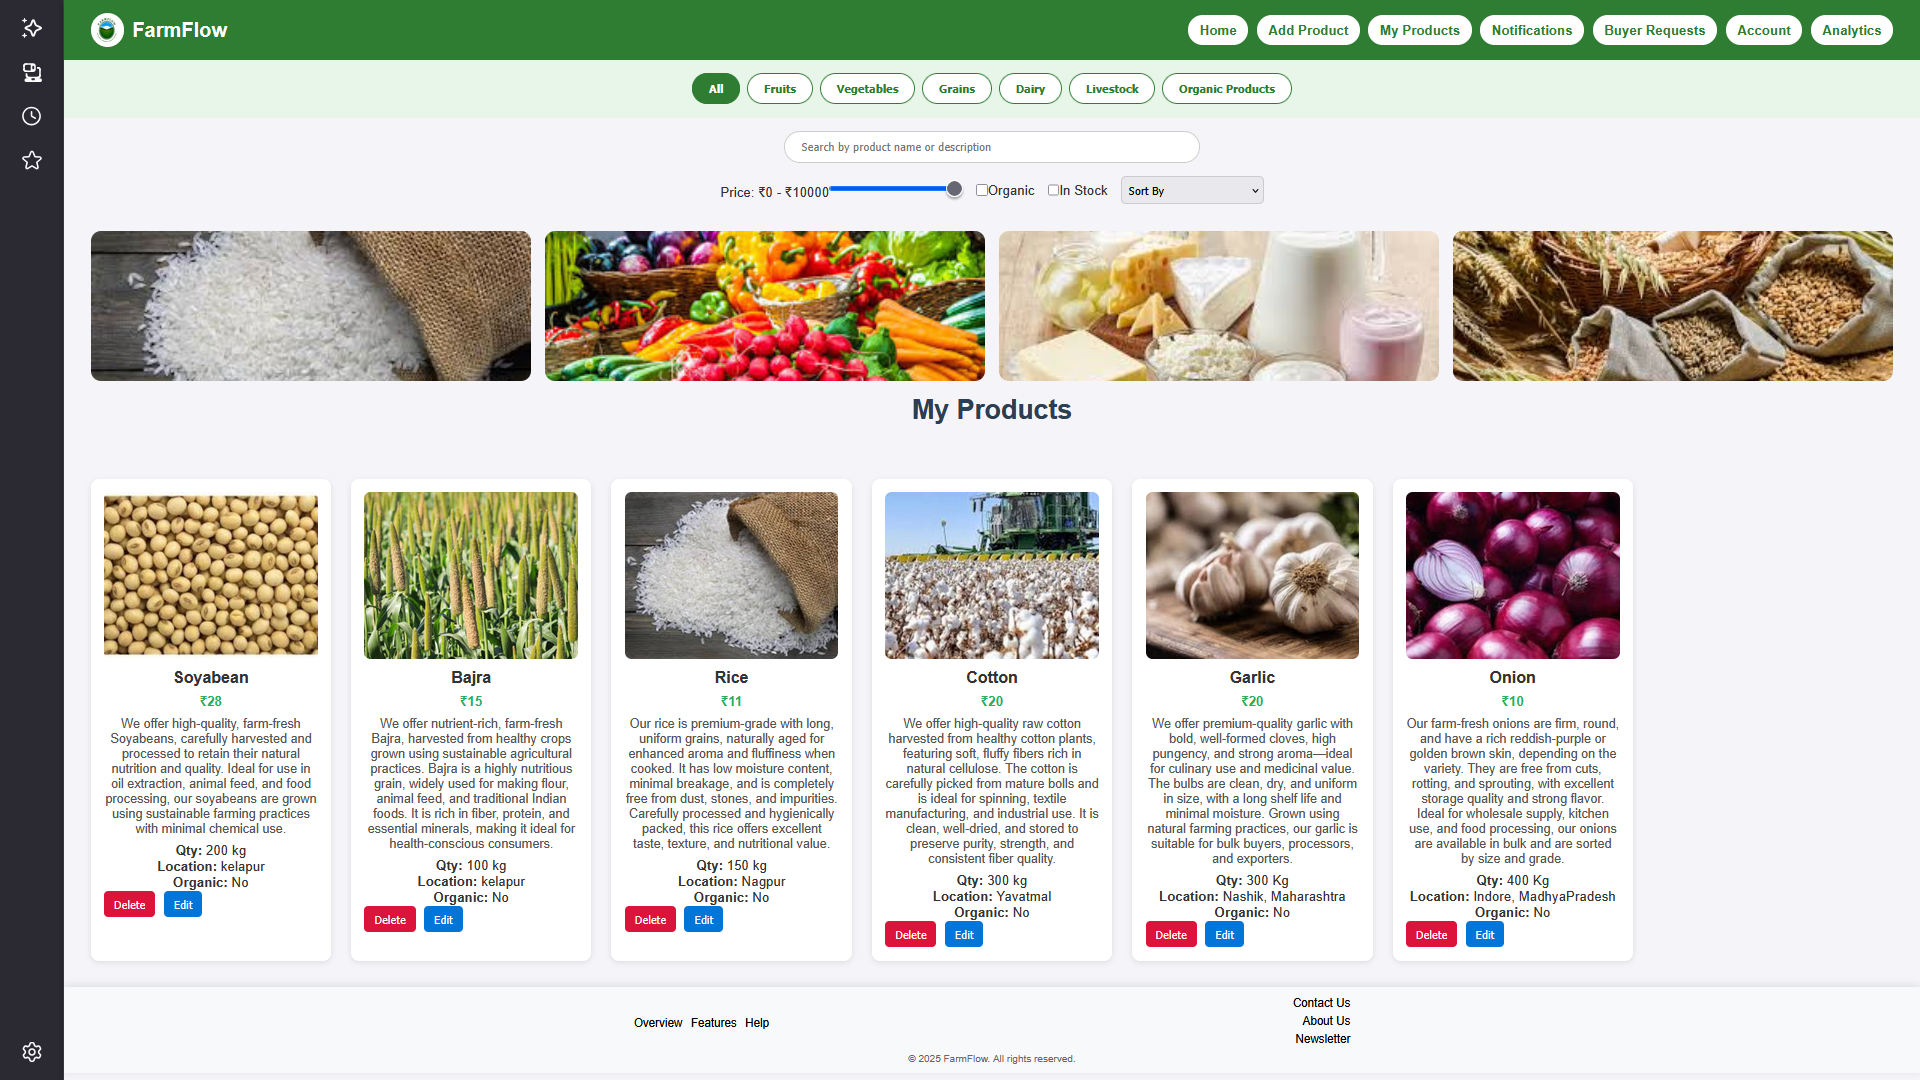 FarmFlow
Home
Add Product
My Products
Notifications
Buyer Requests
Account
Analytics
All
Fruits
Vegetables
Grains
Dairy
Livestock
Organic Products
Search by product name or description
Price: ₹0 - ₹10000
Organic
In Stock
Sort By
My Products
Soyabean
₹28
We offer high-quality, farm-fresh
Soyabeans, carefully harvested and
processed to retain their natural
nutrition and quality. Ideal for use in
oil extraction, animal feed, and food
processing, our soyabeans are grown
using sustainable farming practices
with minimal chemical use.
Qty: 200 kg
Location: kelapur
Organic: No
Delete
Edit
Bajra
₹15
We offer nutrient-rich, farm-fresh
Bajra, harvested from healthy crops
grown using sustainable agricultural
practices. Bajra is a highly nutritious
grain, widely used for making flour,
animal feed, and traditional Indian
foods. It is rich in fiber, protein, and
essential minerals, making it ideal for
health-conscious consumers.
Qty: 100 kg
Location: kelapur
Organic: No
Delete
Edit
Rice
₹11
Our rice is premium-grade with long,
uniform grains, naturally aged for
enhanced aroma and fluffiness when
cooked. It has low moisture content,
minimal breakage, and is completely
free from dust, stones, and impurities.
Carefully processed and hygienically
packed, this rice offers excellent
taste, texture, and nutritional value.
Qty: 150 kg
Location: Nagpur
Organic: No
Delete
Edit
Cotton
₹20
We offer high-quality raw cotton
harvested from healthy cotton plants,
featuring soft, fluffy fibers rich in
natural cellulose. The cotton is
carefully picked from mature bolls and
is ideal for spinning, textile
manufacturing, and industrial use. It is
clean, well-dried, and stored to
preserve purity, strength, and
consistent fiber quality.
Qty: 300 kg
Location: Yavatmal
Organic: No
Delete
Edit
Garlic
₹20
We offer premium-quality garlic with
bold, well-formed cloves, high
pungency, and strong aroma—ideal
for culinary use and medicinal value.
The bulbs are clean, dry, and uniform
in size, with a long shelf life and
minimal moisture. Grown using
natural farming practices, our garlic is
suitable for bulk buyers, processors,
and exporters.
Qty: 300 Kg
Location: Nashik, Maharashtra
Organic: No
Delete
Edit
Onion
₹10
Our farm-fresh onions are firm, round,
and have a rich reddish-purple or
golden brown skin, depending on the
variety. They are free from cuts,
rotting, and sprouting, with excellent
storage quality and strong flavor.
Ideal for wholesale supply, kitchen
use, and food processing, our onions
are available in bulk and are sorted
by size and grade.
Qty: 400 Kg
Location: Indore, MadhyaPradesh
Organic: No
Delete
Edit
Overview
Features
Help
Contact Us
About Us
Newsletter
© 2025 FarmFlow. All rights reserved.